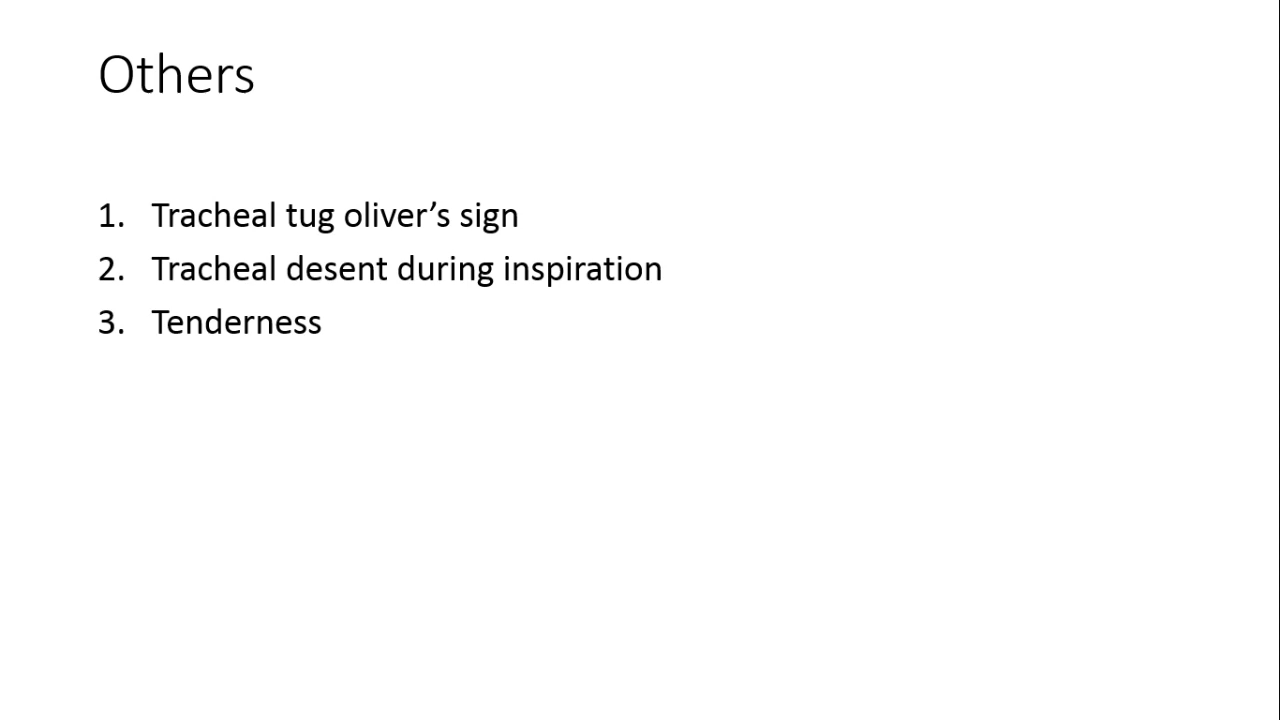 Others
1. Tracheal tug oliver’s sign
2. Tracheal desent during inspiration
3. Tenderness